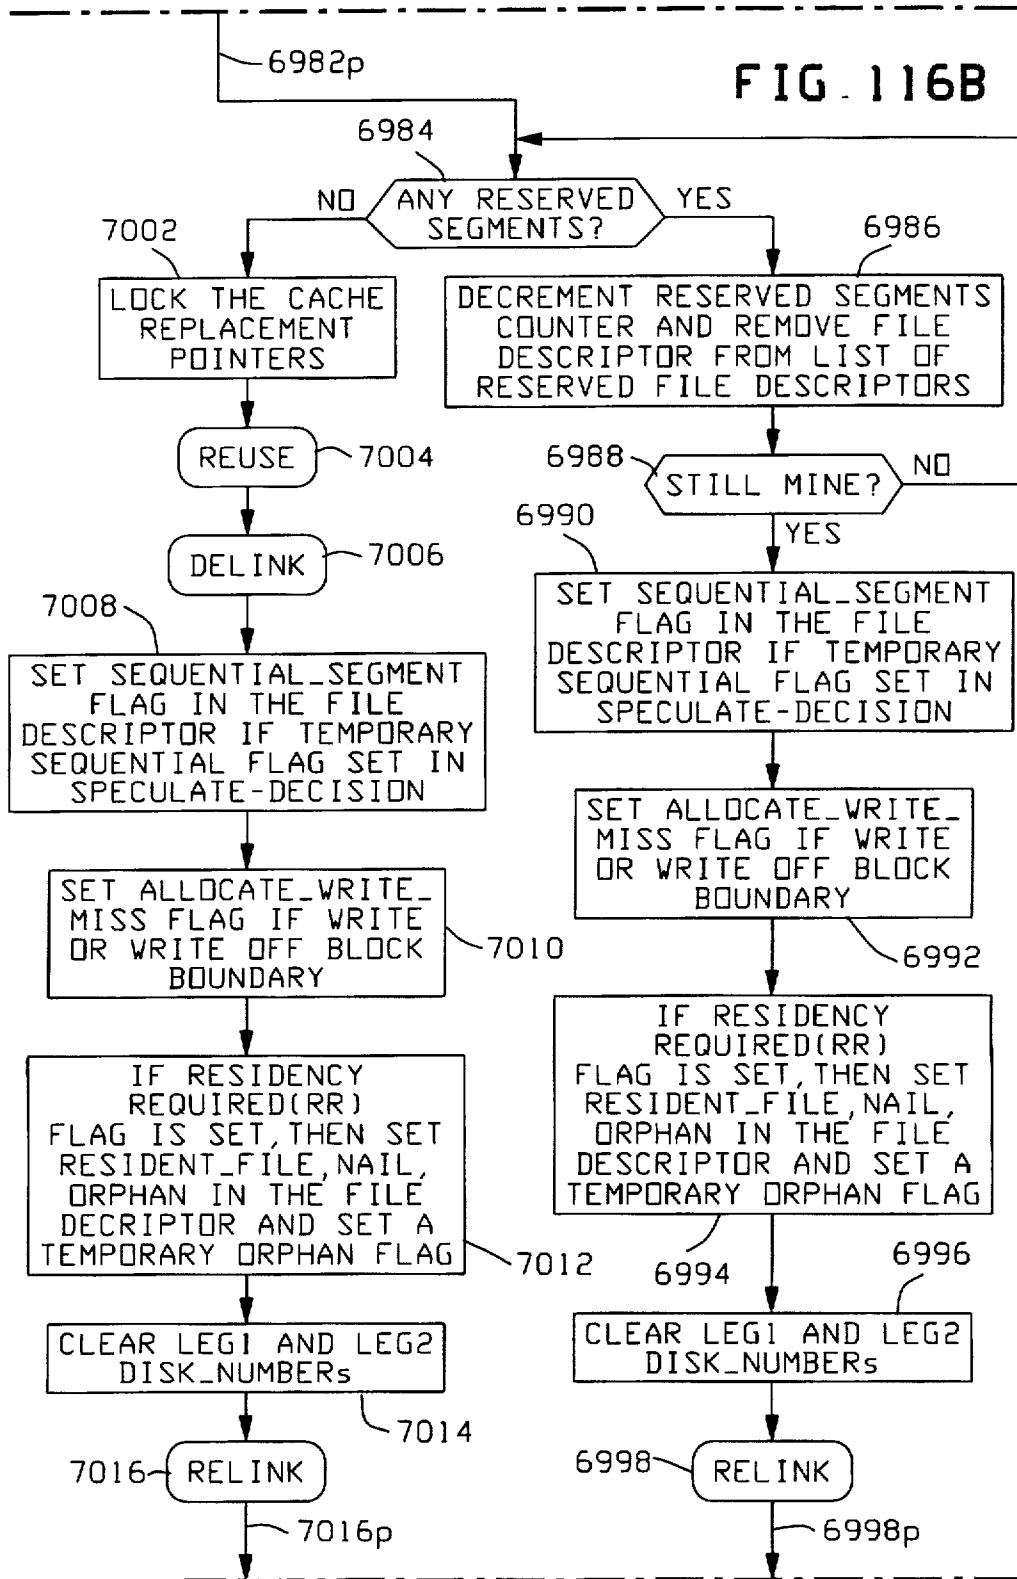 6982p
FIG. 116B
6984
NO
ANY RESERVED
SEGMENTS?
YES
7002
LOCK THE CACHE
REPLACEMENT
POINTERS
6986
DECREMENT RESERVED SEGMENTS
COUNTER AND REMOVE FILE
DESCRIPTOR FROM LIST OF
RESERVED FILE DESCRIPTORS
REUSE
7004
6988
STILL MINE?
NO
YES
DELINK
7006
6990
SET SEQUENTIAL_SEGMENT
FLAG IN THE FILE
DESCRIPTOR IF TEMPORARY
SEQUENTIAL FLAG SET IN
SPECULATE-DECISION
7008
SET SEQUENTIAL_SEGMENT
FLAG IN THE FILE
DESCRIPTOR IF TEMPORARY
SEQUENTIAL FLAG SET IN
SPECULATE-DECISION
SET ALLOCATE_WRITE_
MISS FLAG IF WRITE
OR WRITE OFF BLOCK
BOUNDARY
6992
SET ALLOCATE_WRITE_
MISS FLAG IF WRITE
OR WRITE OFF BLOCK
BOUNDARY
7010
IF RESIDENCY
REQUIRED(RR)
FLAG IS SET, THEN SET
RESIDENT_FILE, NAIL,
ORPHAN IN THE FILE
DESCRIPTOR AND SET A
TEMPORARY ORPHAN FLAG
6994
IF RESIDENCY
REQUIRED(RR)
FLAG IS SET, THEN SET
RESIDENT_FILE, NAIL,
ORPHAN IN THE FILE
DECRIPTOR AND SET A
TEMPORARY ORPHAN FLAG
7012
6996
CLEAR LEG1 AND LEG2
DISK_NUMBERs
7014
CLEAR LEG1 AND LEG2
DISK_NUMBERs
7016
RELINK
7016p
6998
RELINK
6998p